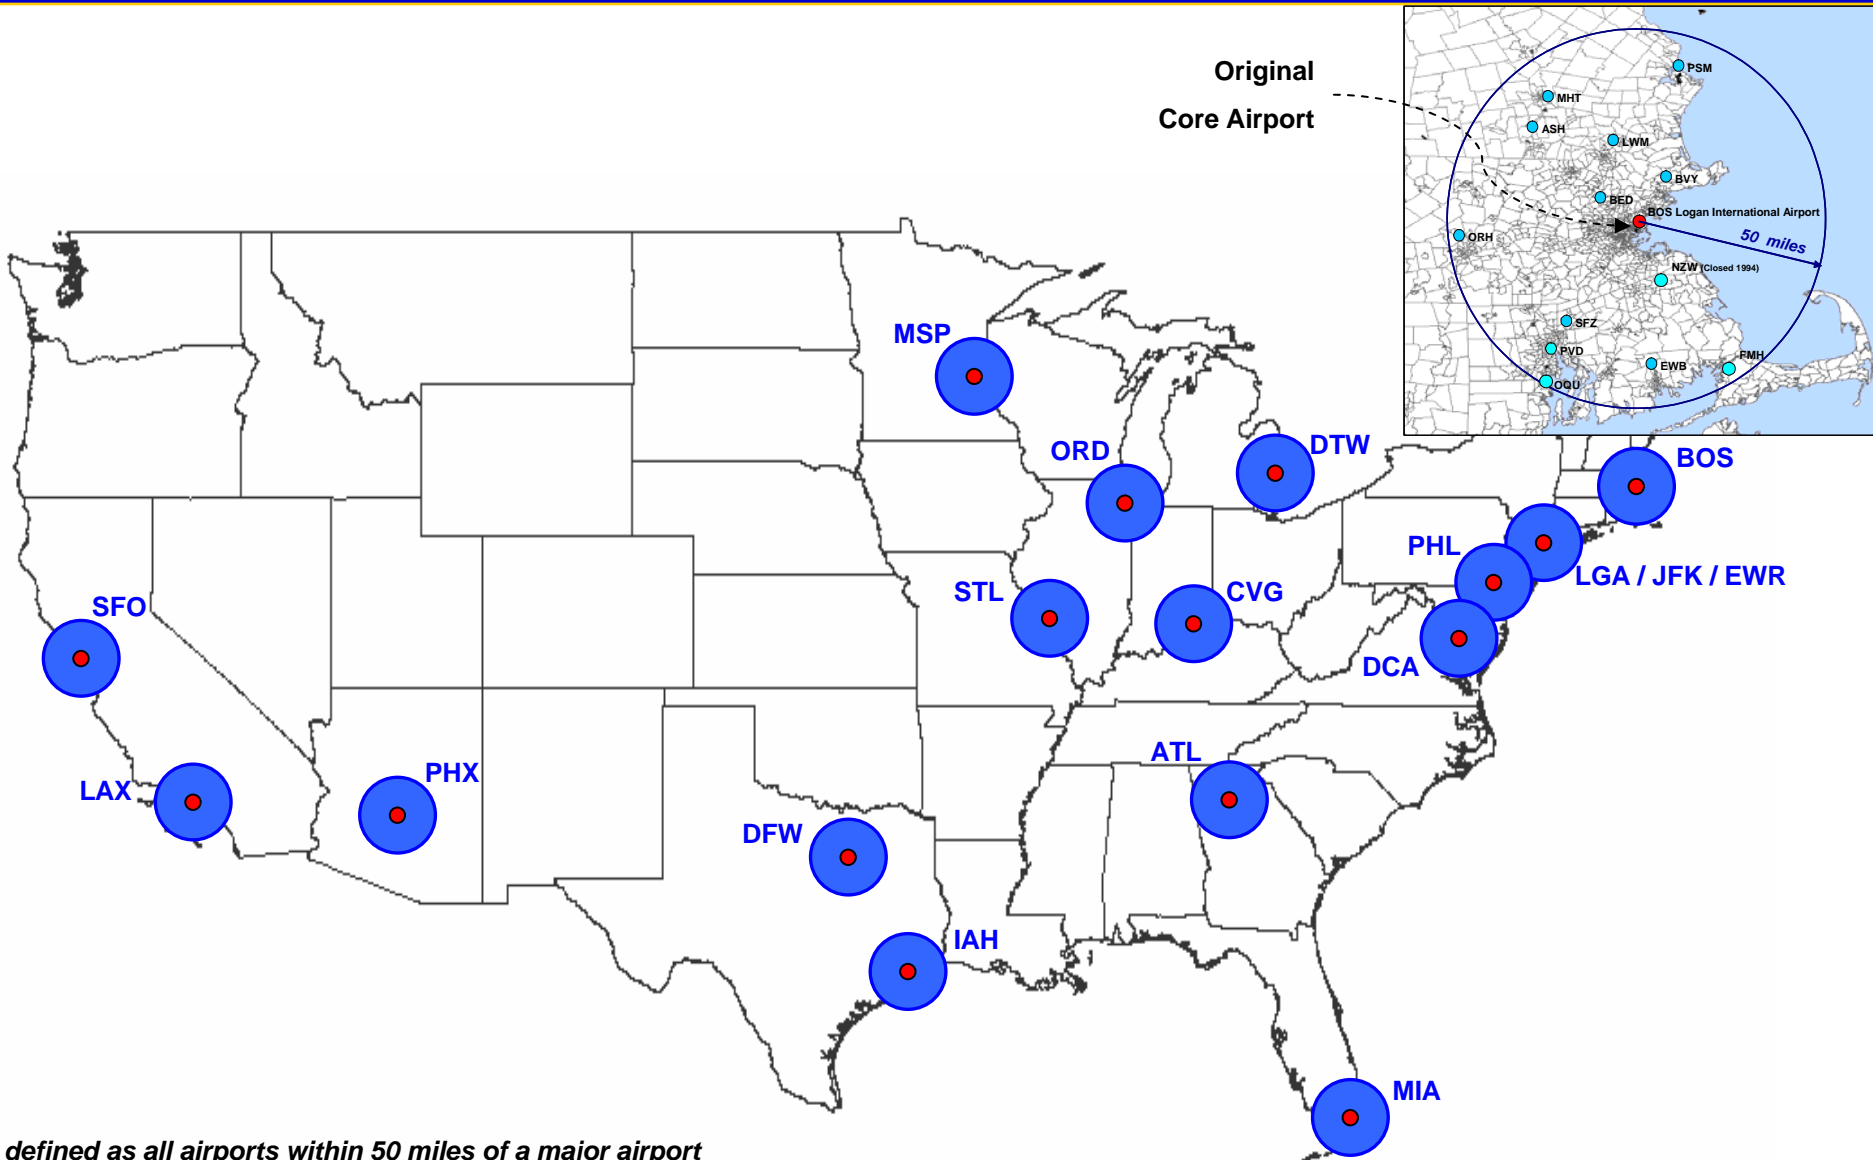 Original
Core Airport
PSM
MHT
ASH
LWM
BVY
BED
BOS Logan International Airport
ORH
50 miles
NZW (Closed 1994)
SFZ
PVD
FMH
EWB
OQU
MSP
ORD
DTW
BOS
PHL
LGA / JFK / EWR
STL
CVG
SFO
DCA
ATL
PHX
LAX
DFW
IAH
MIA
defined as all airports within 50 miles of a major airport